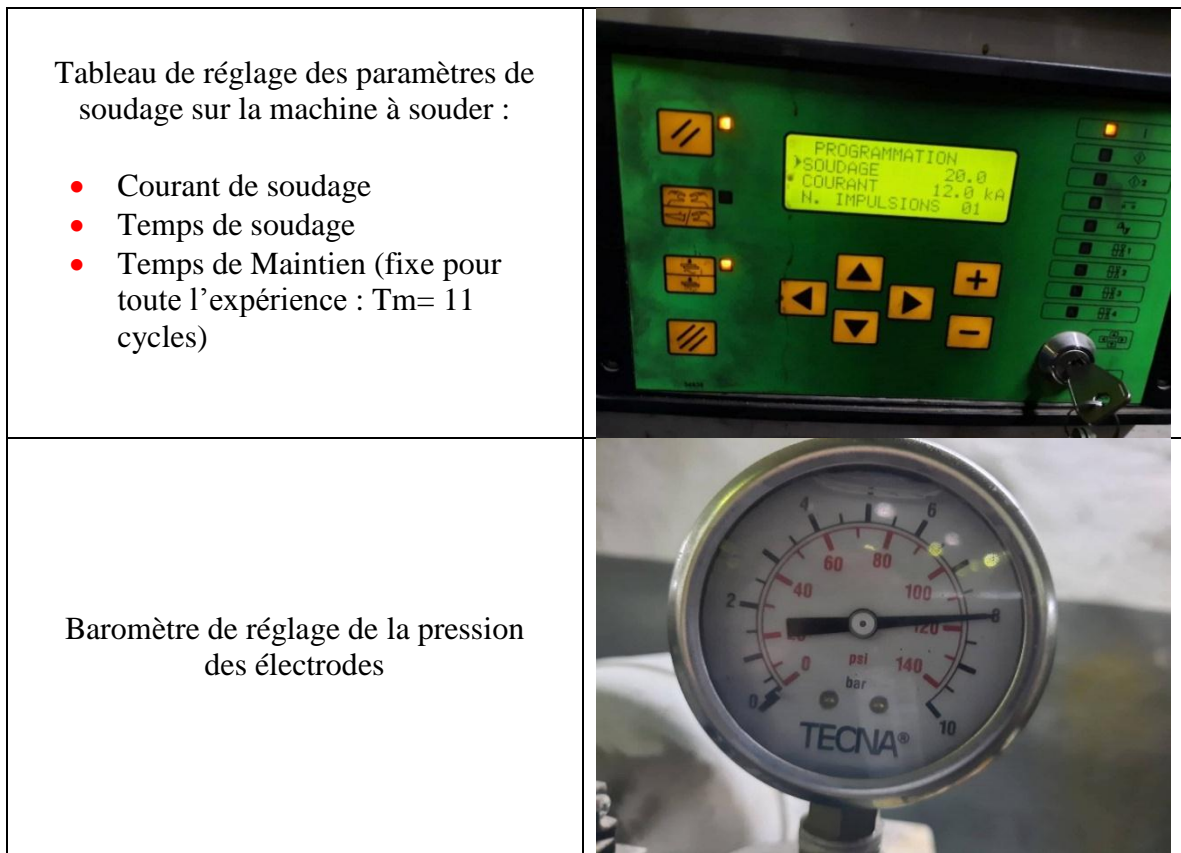 Tableau de réglage des paramètres de
soudage sur la machine à souder :
• Courant de soudage
• Temps de soudage
• Temps de Maintien (fixe pour
toute l'expérience : Tm= 11
cycles)
PROGRAMMATION
SOUDAGE 20.0
COURANT 12.0 kA
N. IMPULSIONS 01
Baromètre de réglage de la pression
des électrodes
4 6
60 80
40 100
2 8
20 120
0 psi 140
bar
0 10
TECNA®